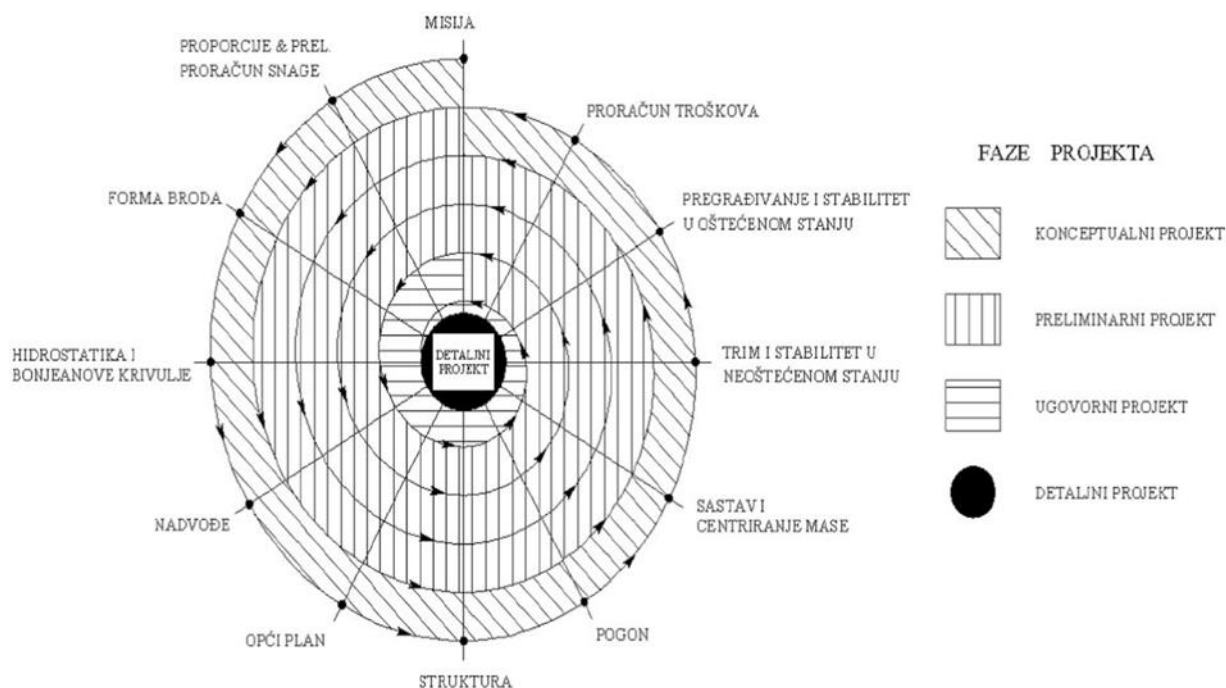 MISIJA
PROPORCIJE & PREL.
PRORAČUN SNAGE
PRORAČUN TROŠKOVA
FORMA BRODA
PREGRAĐIVANJE I STABILITET
U OŠTEĆENOM STANJU
HIDROSTATIKA I
BONJEANOVE KRIVULJE
DETALJNI
PROJEKT
TRIM I STABILITET U
NEOŠTEĆENOM STANJU
NADVOĐE
SASTAV I
CENTRIRANJE MASE
OPĆI PLAN
POGON
STRUKTURA
FAZE PROJEKTA
KONCEPTUALNI PROJEKT
PRELIMINARNI PROJEKT
UGOVORNI PROJEKT
DETALJNI PROJEKT